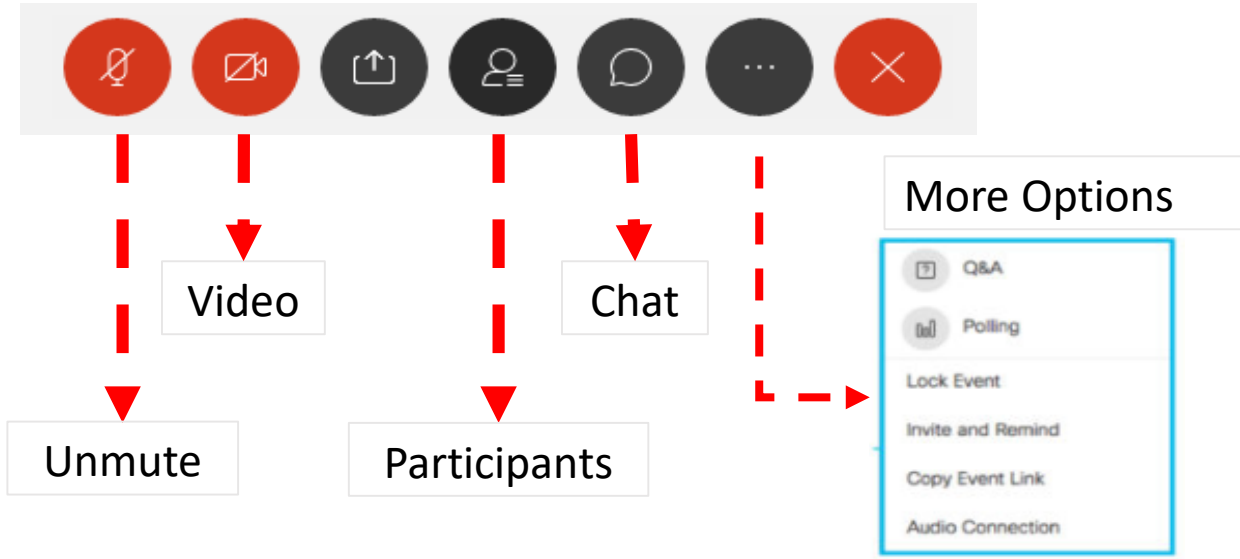 More Options
Video
Chat
Q&A
Polling
Lock Event
Invite and Remind
Copy Event Link
Audio Connection
Unmute
Participants